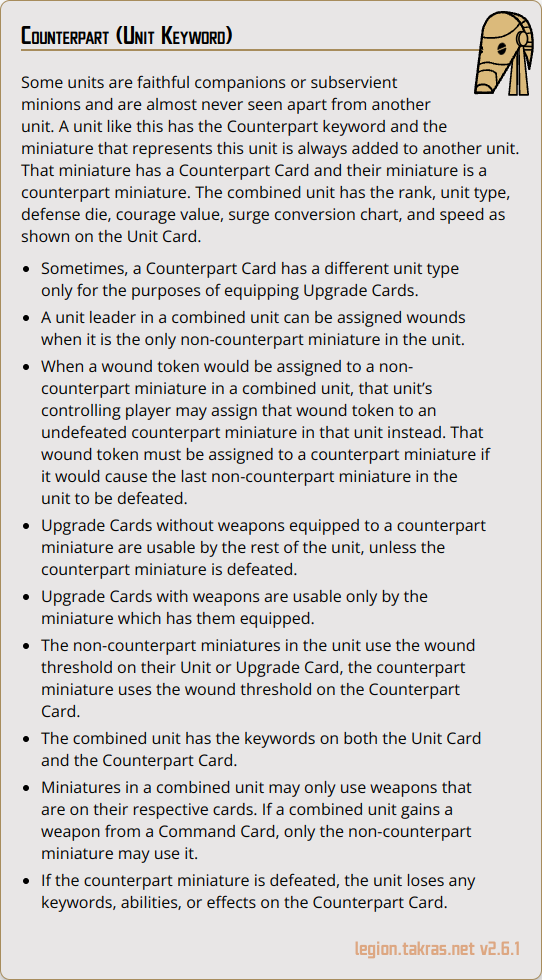 Counterpart (Unit Keyword)
Some units are faithful companions or subservient
minions and are almost never seen apart from another
unit. A unit like this has the Counterpart keyword and the
miniature that represents this unit is always added to another unit.
That miniature has a Counterpart Card and their miniature is a
counterpart miniature. The combined unit has the rank, unit type,
defense die, courage value, surge conversion chart, and speed as
shown on the Unit Card.
• Sometimes, a Counterpart Card has a different unit type
only for the purposes of equipping Upgrade Cards.
• A unit leader in a combined unit can be assigned wounds
when it is the only non-counterpart miniature in the unit.
• When a wound token would be assigned to a non-
counterpart miniature in a combined unit, that unit’s
controlling player may assign that wound token to an
undefeated counterpart miniature in that unit instead. That
wound token must be assigned to a counterpart miniature if
it would cause the last non-counterpart miniature in the
unit to be defeated.
• Upgrade Cards without weapons equipped to a counterpart
miniature are usable by the rest of the unit, unless the
counterpart miniature is defeated.
• Upgrade Cards with weapons are usable only by the
miniature which has them equipped.
• The non-counterpart miniatures in the unit use the wound
threshold on their Unit or Upgrade Card, the counterpart
miniature uses the wound threshold on the Counterpart
Card.
• The combined unit has the keywords on both the Unit Card
and the Counterpart Card.
• Miniatures in a combined unit may only use weapons that
are on their respective cards. If a combined unit gains a
weapon from a Command Card, only the non-counterpart
miniature may use it.
• If the counterpart miniature is defeated, the unit loses any
keywords, abilities, or effects on the Counterpart Card.
legion.takras.net v2.6.1